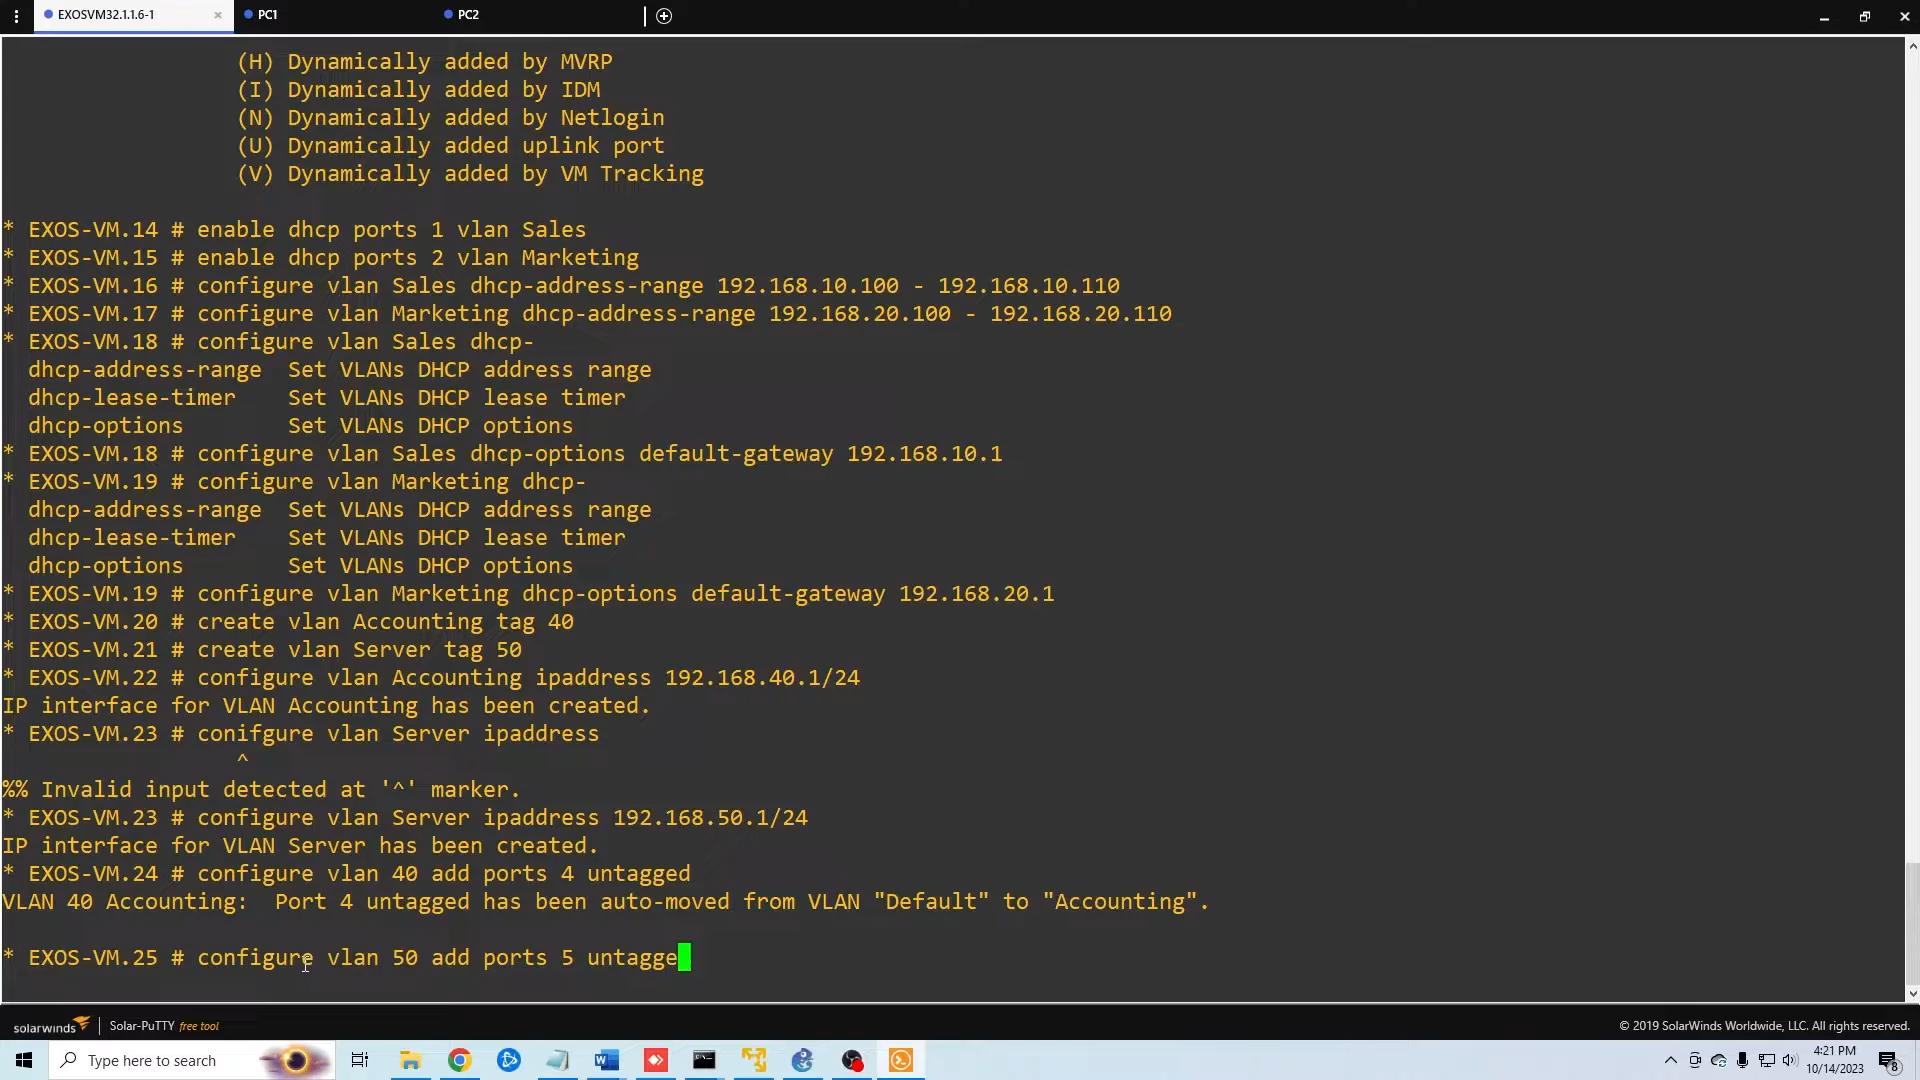 EXOSVM32.1.1.6-1 × PC1 PC2
(H) Dynamically added by MVRP
(I) Dynamically added by IDM
(N) Dynamically added by Netlogin
(U) Dynamically added uplink port
(V) Dynamically added by VM Tracking
* EXOS-VM.14 # enable dhcp ports 1 vlan Sales
* EXOS-VM.15 # enable dhcp ports 2 vlan Marketing
* EXOS-VM.16 # configure vlan Sales dhcp-address-range 192.168.10.100 - 192.168.10.110
* EXOS-VM.17 # configure vlan Marketing dhcp-address-range 192.168.20.100 - 192.168.20.110
* EXOS-VM.18 # configure vlan Sales dhcp-
dhcp-address-range Set VLANs DHCP address range
dhcp-lease-timer Set VLANs DHCP lease timer
dhcp-options Set VLANs DHCP options
* EXOS-VM.18 # configure vlan Sales dhcp-options default-gateway 192.168.10.1
* EXOS-VM.19 # configure vlan Marketing dhcp-
dhcp-address-range Set VLANs DHCP address range
dhcp-lease-timer Set VLANs DHCP lease timer
dhcp-options Set VLANs DHCP options
* EXOS-VM.19 # configure vlan Marketing dhcp-options default-gateway 192.168.20.1
* EXOS-VM.20 # create vlan Accounting tag 40
* EXOS-VM.21 # create vlan Server tag 50
* EXOS-VM.22 # configure vlan Accounting ipaddress 192.168.40.1/24
IP interface for VLAN Accounting has been created.
* EXOS-VM.23 # conifgure vlan Server ipaddress
^
%% Invalid input detected at '^' marker.
* EXOS-VM.23 # configure vlan Server ipaddress 192.168.50.1/24
IP interface for VLAN Server has been created.
* EXOS-VM.24 # configure vlan 40 add ports 4 untagged
VLAN 40 Accounting: Port 4 untagged has been auto-moved from VLAN "Default" to "Accounting".
* EXOS-VM.25 # configure vlan 50 add ports 5 untagge
solarwinds | Solar-PuTTY free tool © 2019 SolarWinds Worldwide, LLC. All rights reserved.
Type here to search
4:21 PM
10/14/2023
8